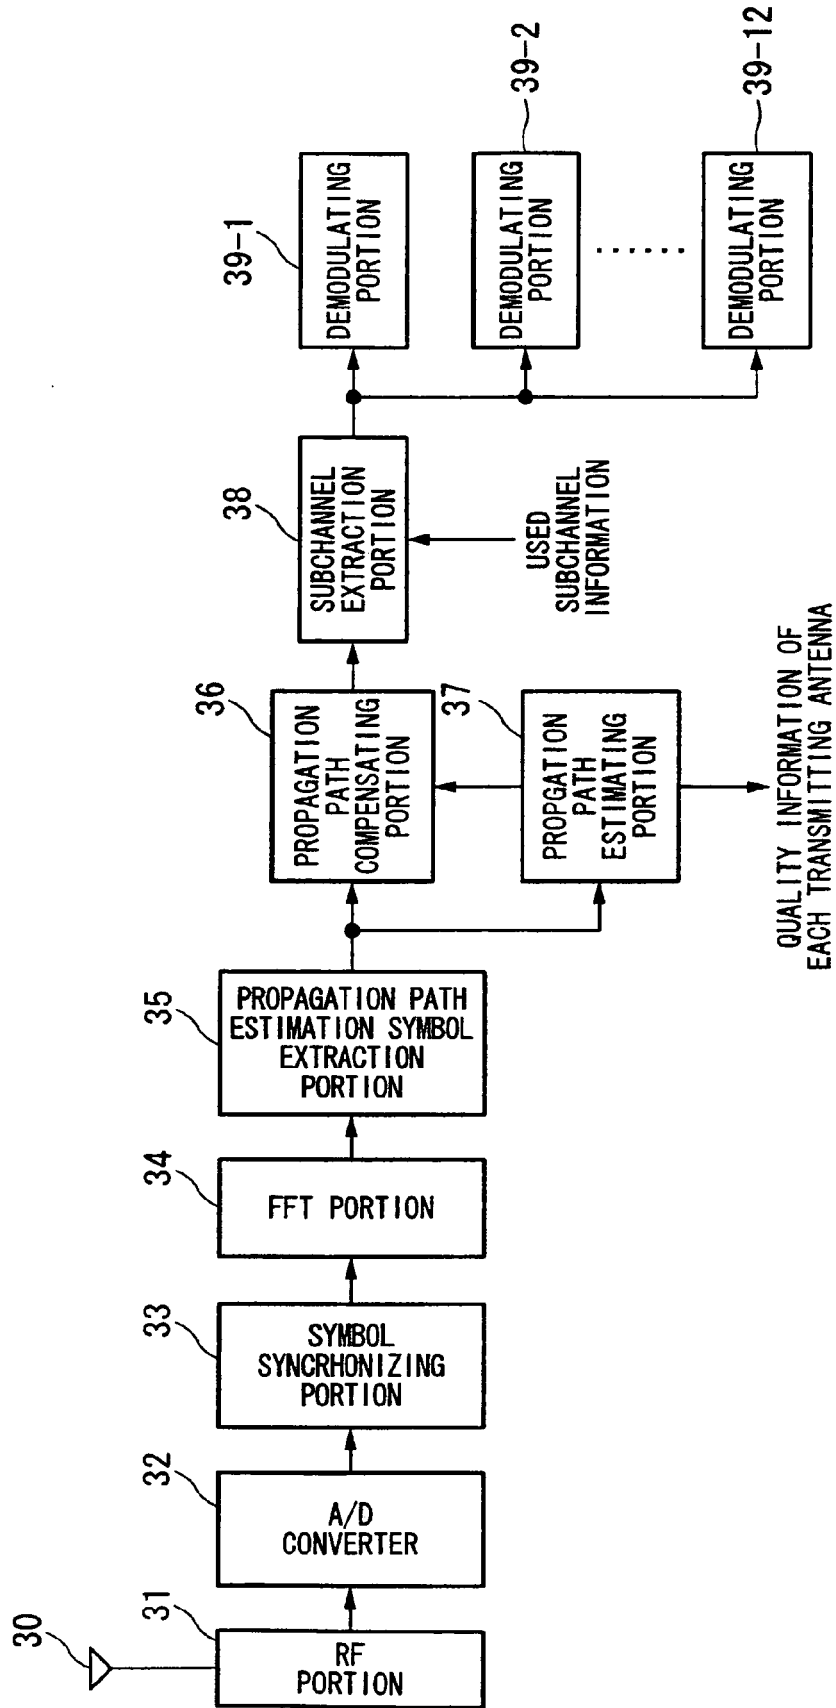 30
31
RF
PORTION
32
A/D
CONVERTER
33
SYMBOL
SYNCRHONIZING
PORTION
34
FFT PORTION
35
PROPAGATION PATH
ESTIMATION SYMBOL
EXTRACTION
PORTION
36
PROPAGATION
PATH
COMPENSATING
PORTION
37
PROPGATION
PATH
ESTIMATING
PORTION
QUALITY INFORMATION OF
EACH TRANSMITTING ANTENNA
38
SUBCHANNEL
EXTRACTION
PORTION
USED
SUBCHANNEL
INFORMATION
39-1
DEMODULATING
PORTION
39-2
DEMODULATING
PORTION
......
39-12
DEMODULATING
PORTION